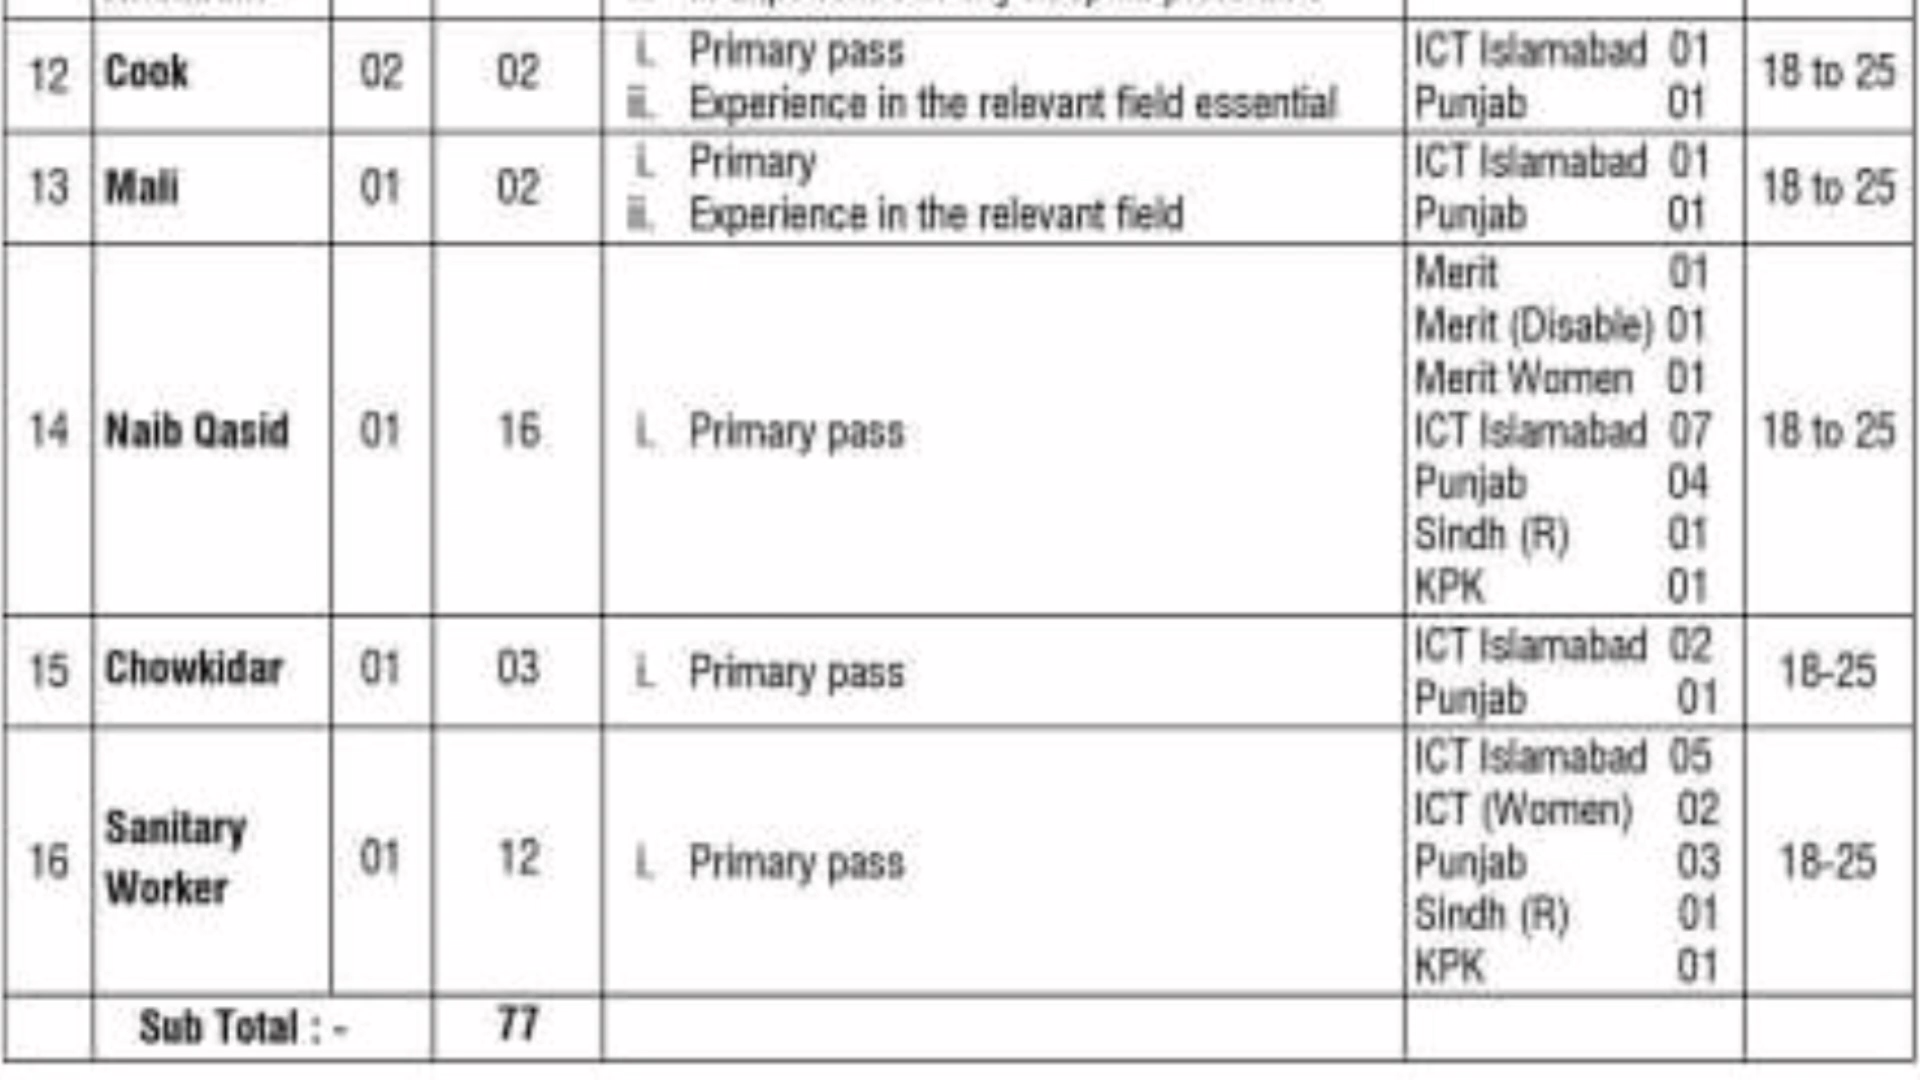 12 Cook 02 02 i. Primary pass ICT Islamabad 01 18 to 25
ii. Experience in the relevant field essential Punjab 01
13 Mali 01 02 i. Primary ICT Islamabad 01 18 to 25
ii. Experience in the relevant field Punjab 01
14 Naib Qasid 01 16 i. Primary pass Merit 01 18 to 25
Merit (Disable) 01
Merit Women 01
ICT Islamabad 07
Punjab 04
Sindh (R) 01
KPK 01
15 Chowkidar 01 03 i. Primary pass ICT Islamabad 02 18-25
Punjab 01
16 Sanitary Worker 01 12 i. Primary pass ICT Islamabad 05 18-25
ICT (Women) 02
Punjab 03
Sindh (R) 01
KPK 01
Sub Total : - 77